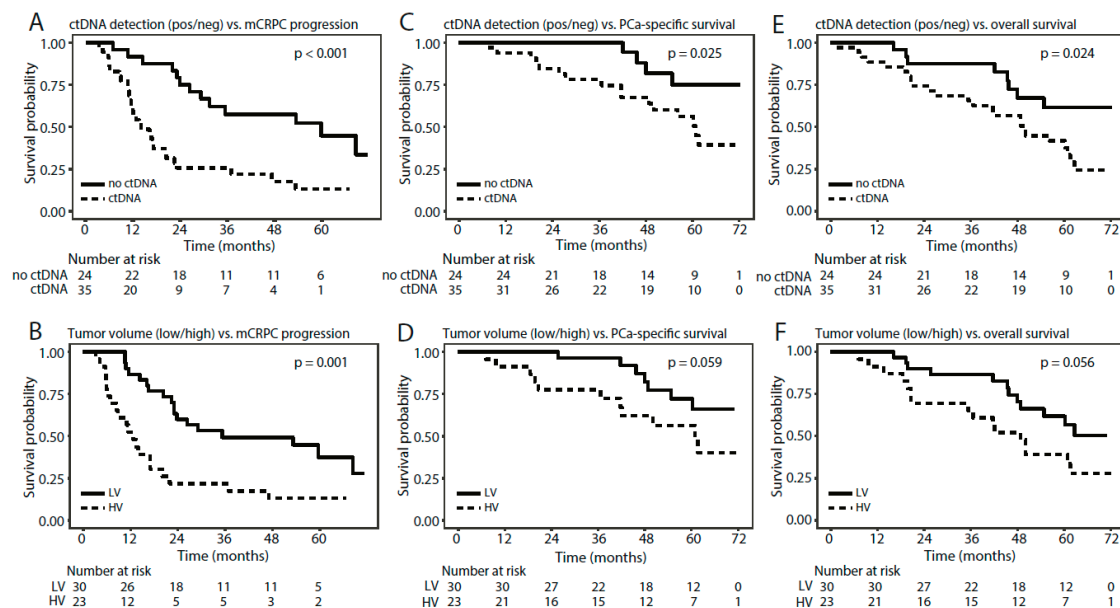 A ctDNA detection (pos/neg) vs. mCRPC progression
1.00
0.75
0.50
0.25
0.00
Survival probability
p < 0.001
no ctDNA
ctDNA
0 12 24 36 48 60
Time (months)
Number at risk
no ctDNA 24 22 18 11 11 6
ctDNA 35 20 9 7 4 1
C ctDNA detection (pos/neg) vs. PCa-specific survival
1.00
0.75
0.50
0.25
0.00
Survival probability
p = 0.025
no ctDNA
ctDNA
0 12 24 36 48 60 72
Time (months)
Number at risk
no ctDNA 24 24 21 18 14 9 1
ctDNA 35 31 26 22 19 10 0
E ctDNA detection (pos/neg) vs. overall survival
1.00
0.75
0.50
0.25
0.00
Survival probability
p = 0.024
no ctDNA
ctDNA
0 12 24 36 48 60 72
Time (months)
Number at risk
no ctDNA 24 24 21 18 14 9 1
ctDNA 35 31 26 22 19 10 0
B Tumor volume (low/high) vs. mCRPC progression
1.00
0.75
0.50
0.25
0.00
Survival probability
p = 0.001
LV
HV
0 12 24 36 48 60
Time (months)
Number at risk
LV 30 26 18 11 11 5
HV 23 12 5 5 3 2
D Tumor volume (low/high) vs. PCa-specific survival
1.00
0.75
0.50
0.25
0.00
Survival probability
p = 0.059
LV
HV
0 12 24 36 48 60 72
Time (months)
Number at risk
LV 30 30 27 22 18 12 0
HV 23 21 16 15 12 7 1
F Tumor volume (low/high) vs. overall survival
1.00
0.75
0.50
0.25
0.00
Survival probability
p = 0.056
LV
HV
0 12 24 36 48 60 72
Time (months)
Number at risk
LV 30 30 27 22 18 12 0
HV 23 21 16 15 12 7 1